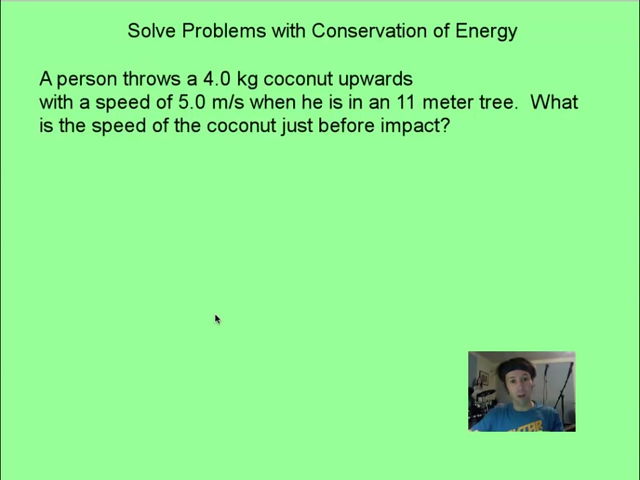 Solve Problems with Conservation of Energy
A person throws a 4.0 kg coconut upwards
with a speed of 5.0 m/s when he is in an 11 meter tree. What
is the speed of the coconut just before impact?